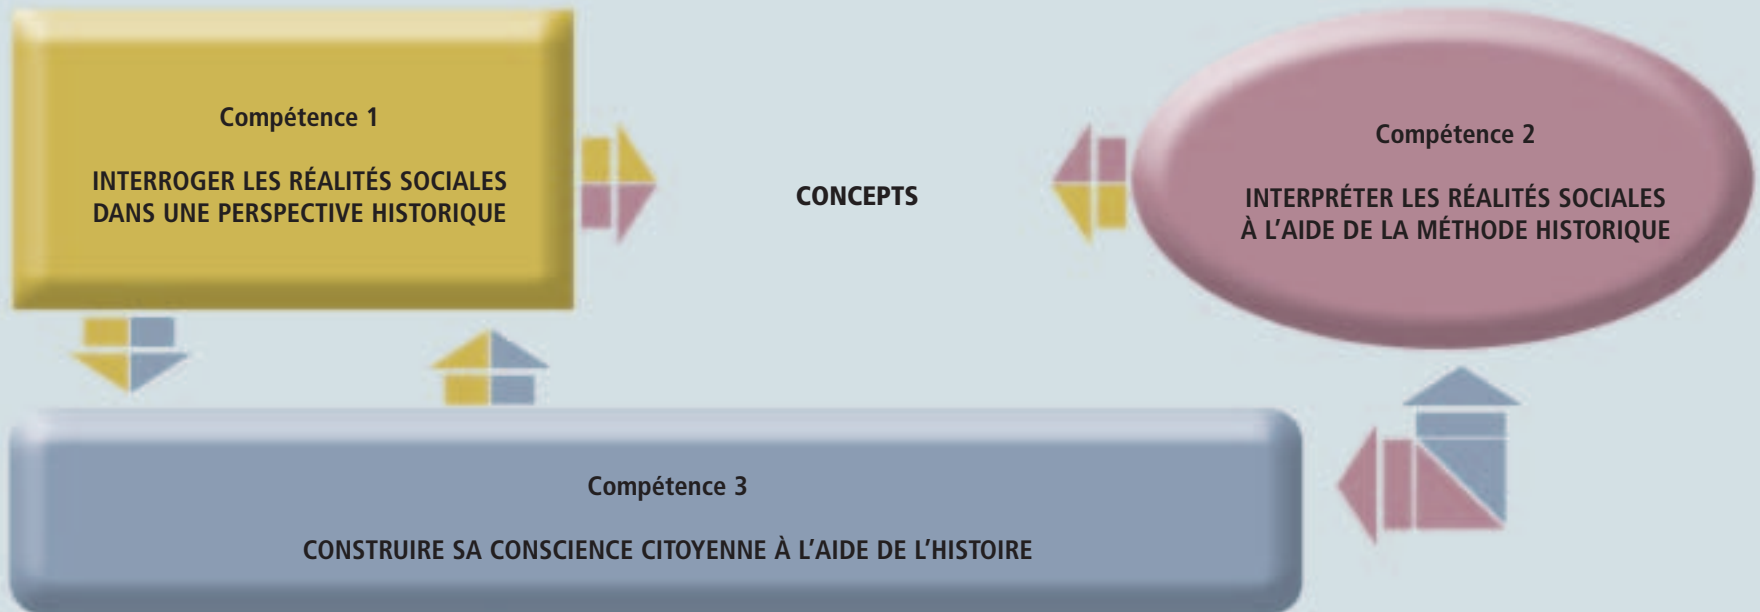 Compétence 1
INTERROGER LES RÉALITÉS SOCIALES
DANS UNE PERSPECTIVE HISTORIQUE
CONCEPTS
Compétence 2
INTERPRÉTER LES RÉALITÉS SOCIALES
À L’AIDE DE LA MÉTHODE HISTORIQUE
Compétence 3
CONSTRUIRE SA CONSCIENCE CITOYENNE À L’AIDE DE L’HISTOIRE